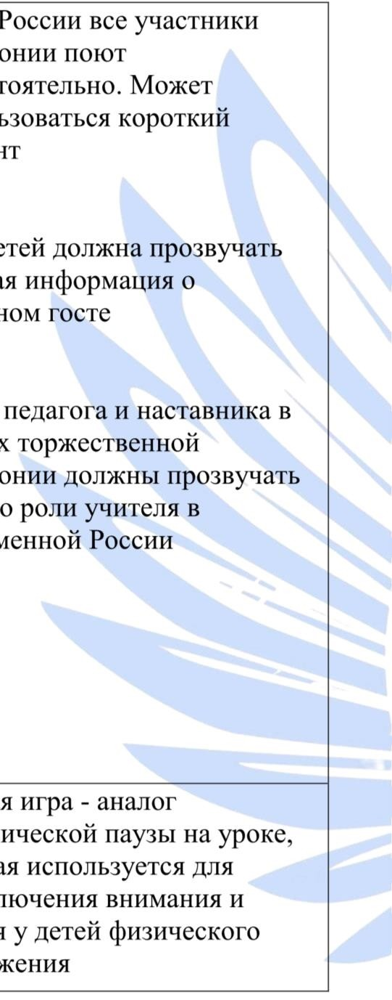 России все участники
онии поют
тоятельно. Может
ьзоваться короткий
нт
етей должна прозвучать
ая информация о
ном госте
педагога и наставника в
х торжественной
онии должны прозвучать
о роли учителя в
менной России
я игра - аналог
ической паузы на уроке,
ая используется для
лючения внимания и
я у детей физического
жения